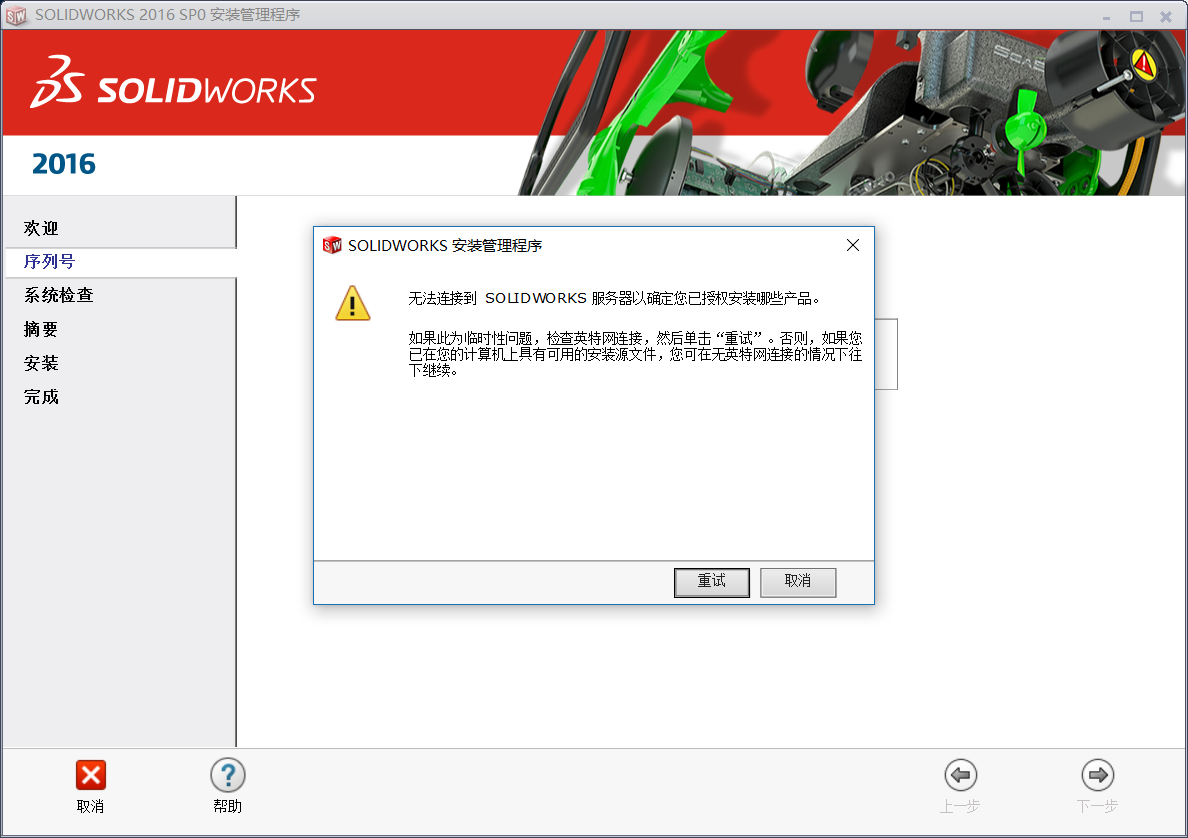 SOLIDWORKS 2016 SP0 安装管理程序
SOLIDWORKS
2016
欢迎
序列号
系统检查
摘要
安装
完成
SOLIDWORKS 安装管理程序
无法连接到 SOLIDWORKS 服务器以确定您已授权安装哪些产品。
如果此为临时性问题，检查英特网连接，然后单击“重试”。否则，如果您
已在您的计算机上具有可用的安装源文件，您可在无英特网连接的情况下往
下继续。
重试
取消
取消
帮助
上一步
下一步